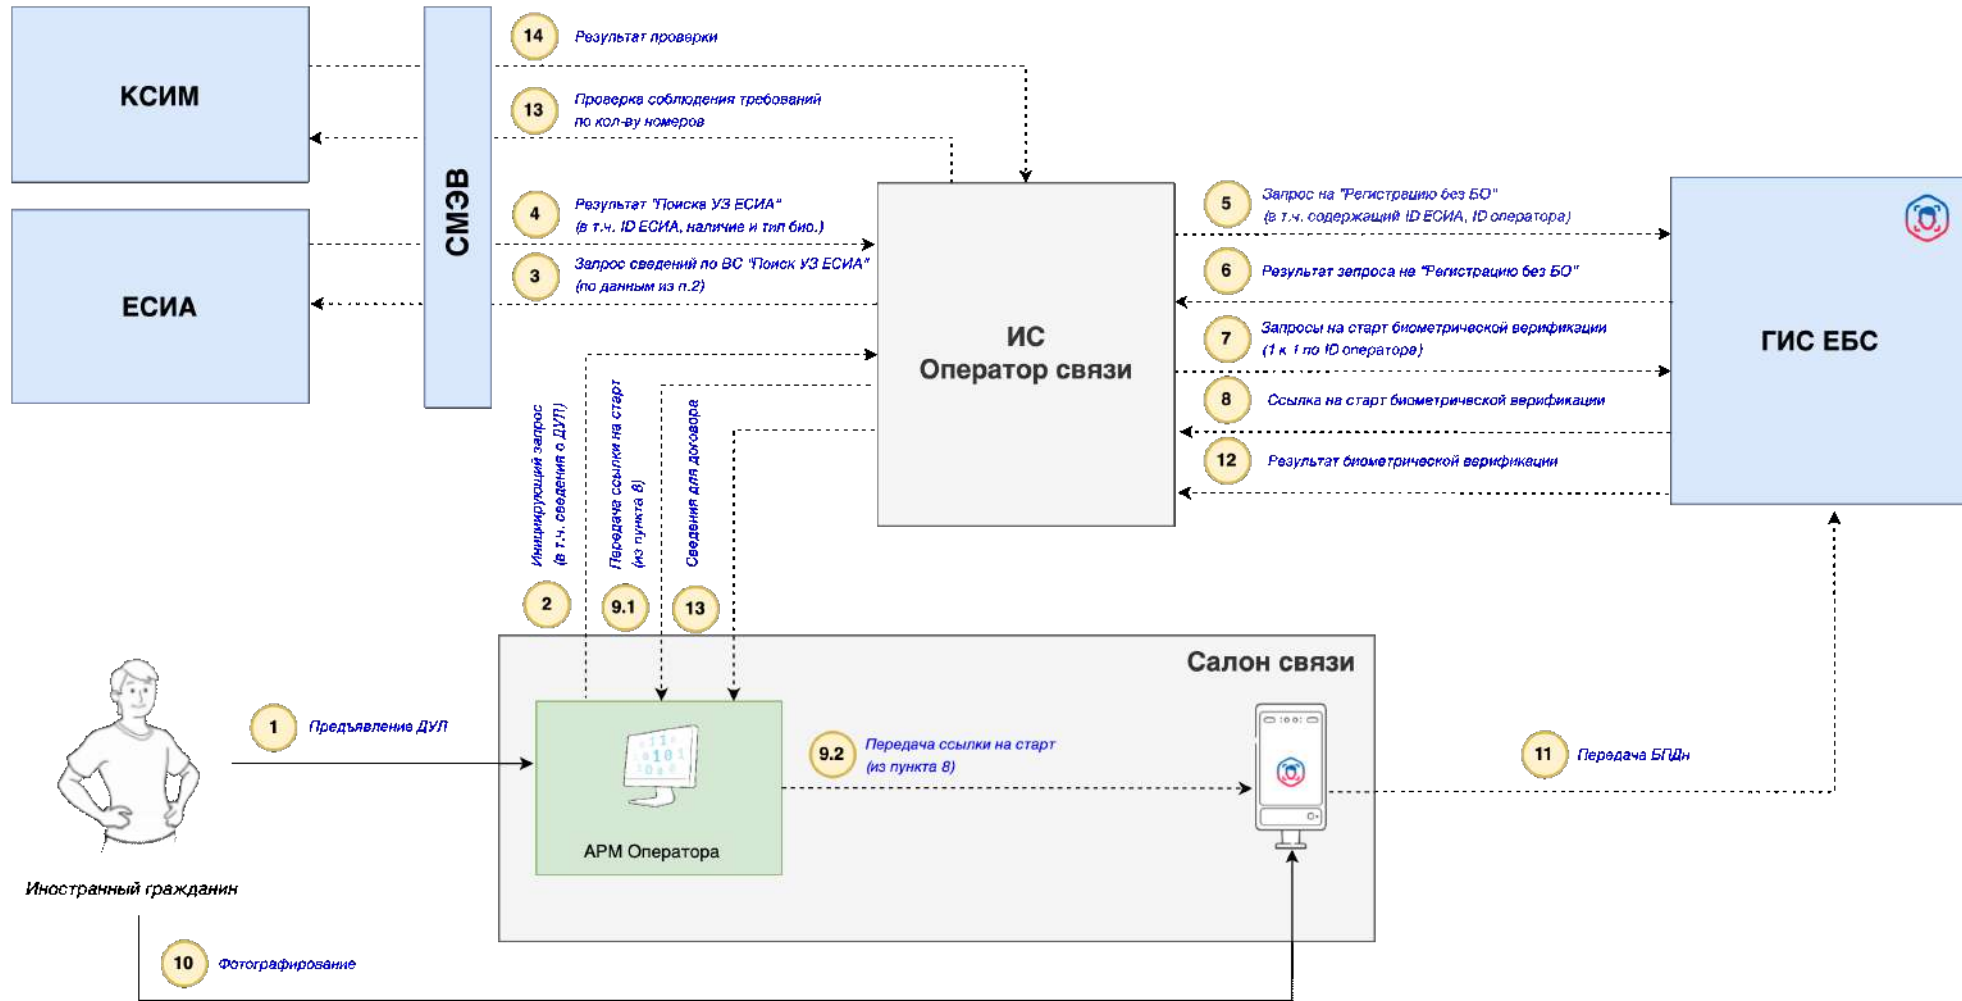 КСИМ
ЕСИА
СМЭВ
14
Результат проверки
13
Проверка соблюдения требований
по кол-ву номеров
4
Результат "Поиска УЗ ЕСИА"
(в т.ч. ID ЕСИА, наличие и тип био.)
3
Запрос сведений по ВС "Поиск УЗ ЕСИА"
(по данным из п.2)
ИС
Оператор связи
5
Запрос на "Регистрацию без БО"
(в т.ч. содержащий ID ЕСИА, ID оператора)
6
Результат запроса на "Регистрацию без БО"
7
Запросы на старт биометрической верификации
(1 к 1 по ID оператора)
8
Ссылка на старт биометрической верификации
12
Результат биометрической верификации
ГИС ЕБС
Инициирующий запрос
(в т.ч. сведения о ДУЛ)
2
Передача ссылки на старт
(из пункта 8)
9.1
Сведения для договора
13
Салон связи
1
Предъявление ДУЛ
АРМ Оператора
9.2
Передача ссылки на старт
(из пункта 8)
11
Передача БПДн
Иностранный гражданин
10
Фотографирование